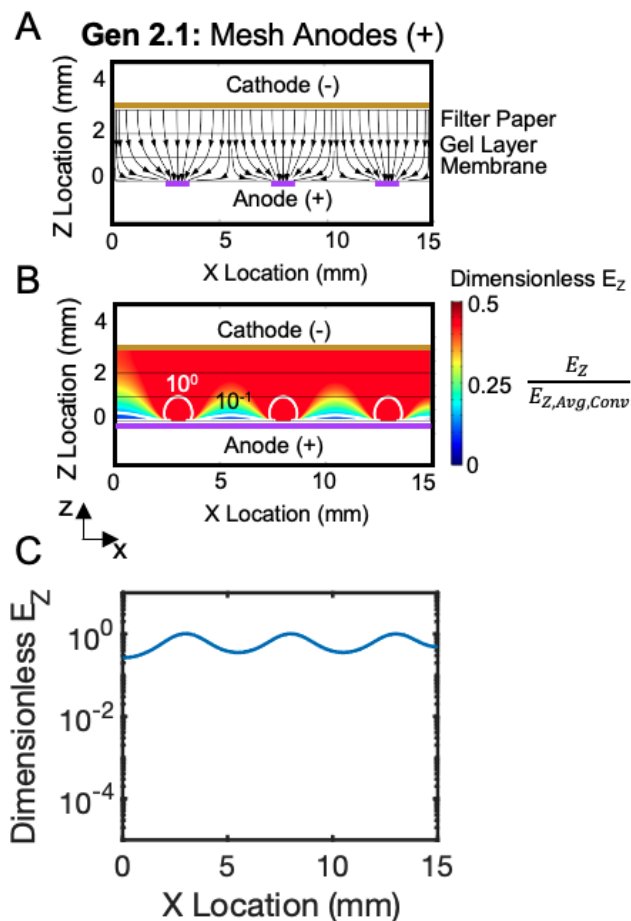 A
Gen 2.1: Mesh Anodes (+)
Z Location (mm)
4
2
0
Cathode (-)
Filter Paper
Gel Layer
Membrane
Anode (+)
0
5
10
15
X Location (mm)
B
Dimensionless E_Z
Z Location (mm)
4
2
0
Cathode (-)
10^0
10^-1
Anode (+)
0.5
0.25
0
E_Z
E_Z,Avg,Conv
0
5
10
15
X Location (mm)
Z
X
C
Dimensionless E_Z
10^0
10^-2
10^-4
0
5
10
15
X Location (mm)